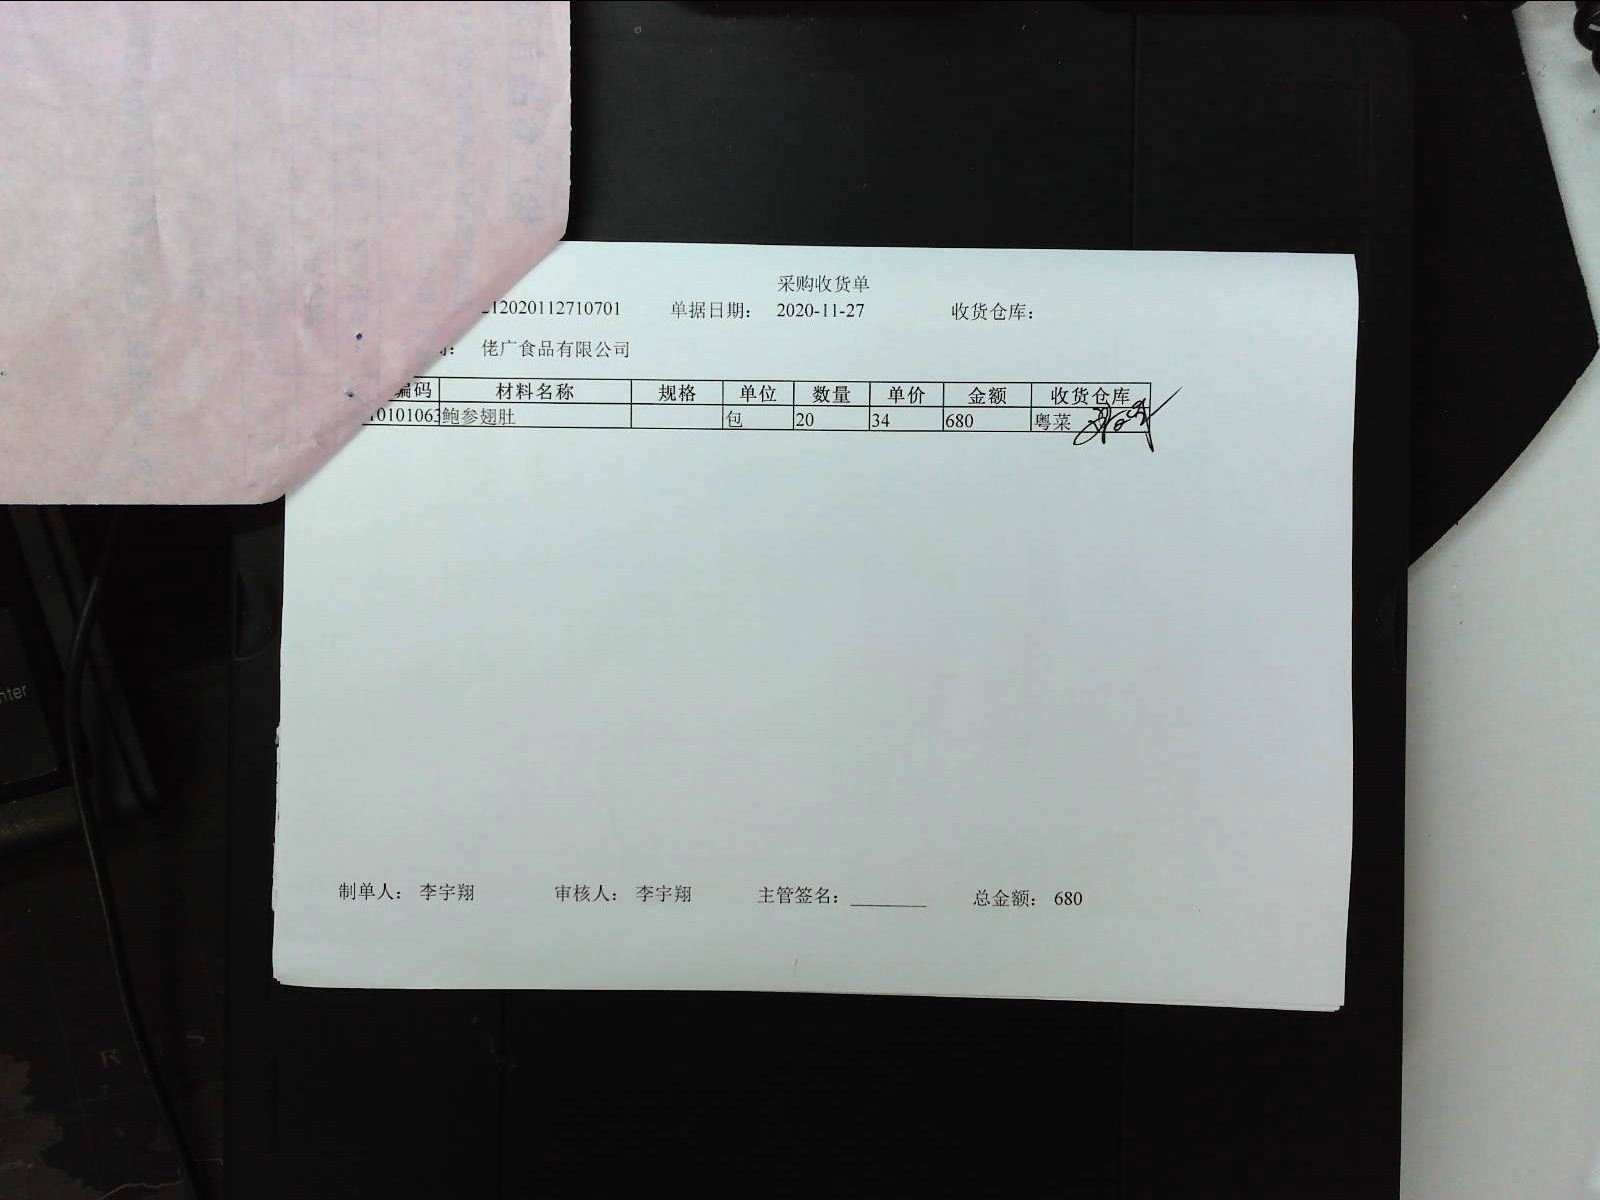 采购收货单
12020112710701 单据日期： 2020-11-27 收货仓库：
佬广食品有限公司
编码 材料名称 规格 单位 数量 单价 金额 收货仓库
10101063 鲍参翅肚 包 20 34 680 粤菜
制单人： 李宇翔 审核人： 李宇翔 主管签名： 总金额： 680